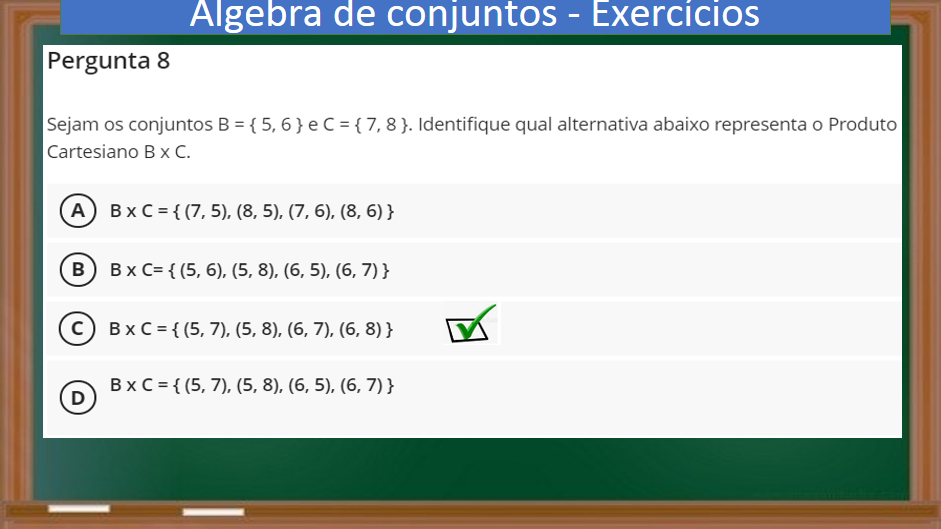 Álgebra de conjuntos - Exercícios
Pergunta 8
Sejam os conjuntos B = { 5, 6 } e C = { 7, 8 }. Identifique qual alternativa abaixo representa o Produto
Cartesiano B x C.
A B x C = { (7, 5), (8, 5), (7, 6), (8, 6) }
B B x C= { (5, 6), (5, 8), (6, 5), (6, 7) }
C B x C = { (5, 7), (5, 8), (6, 7), (6, 8) }
D B x C = { (5, 7), (5, 8), (6, 5), (6, 7) }